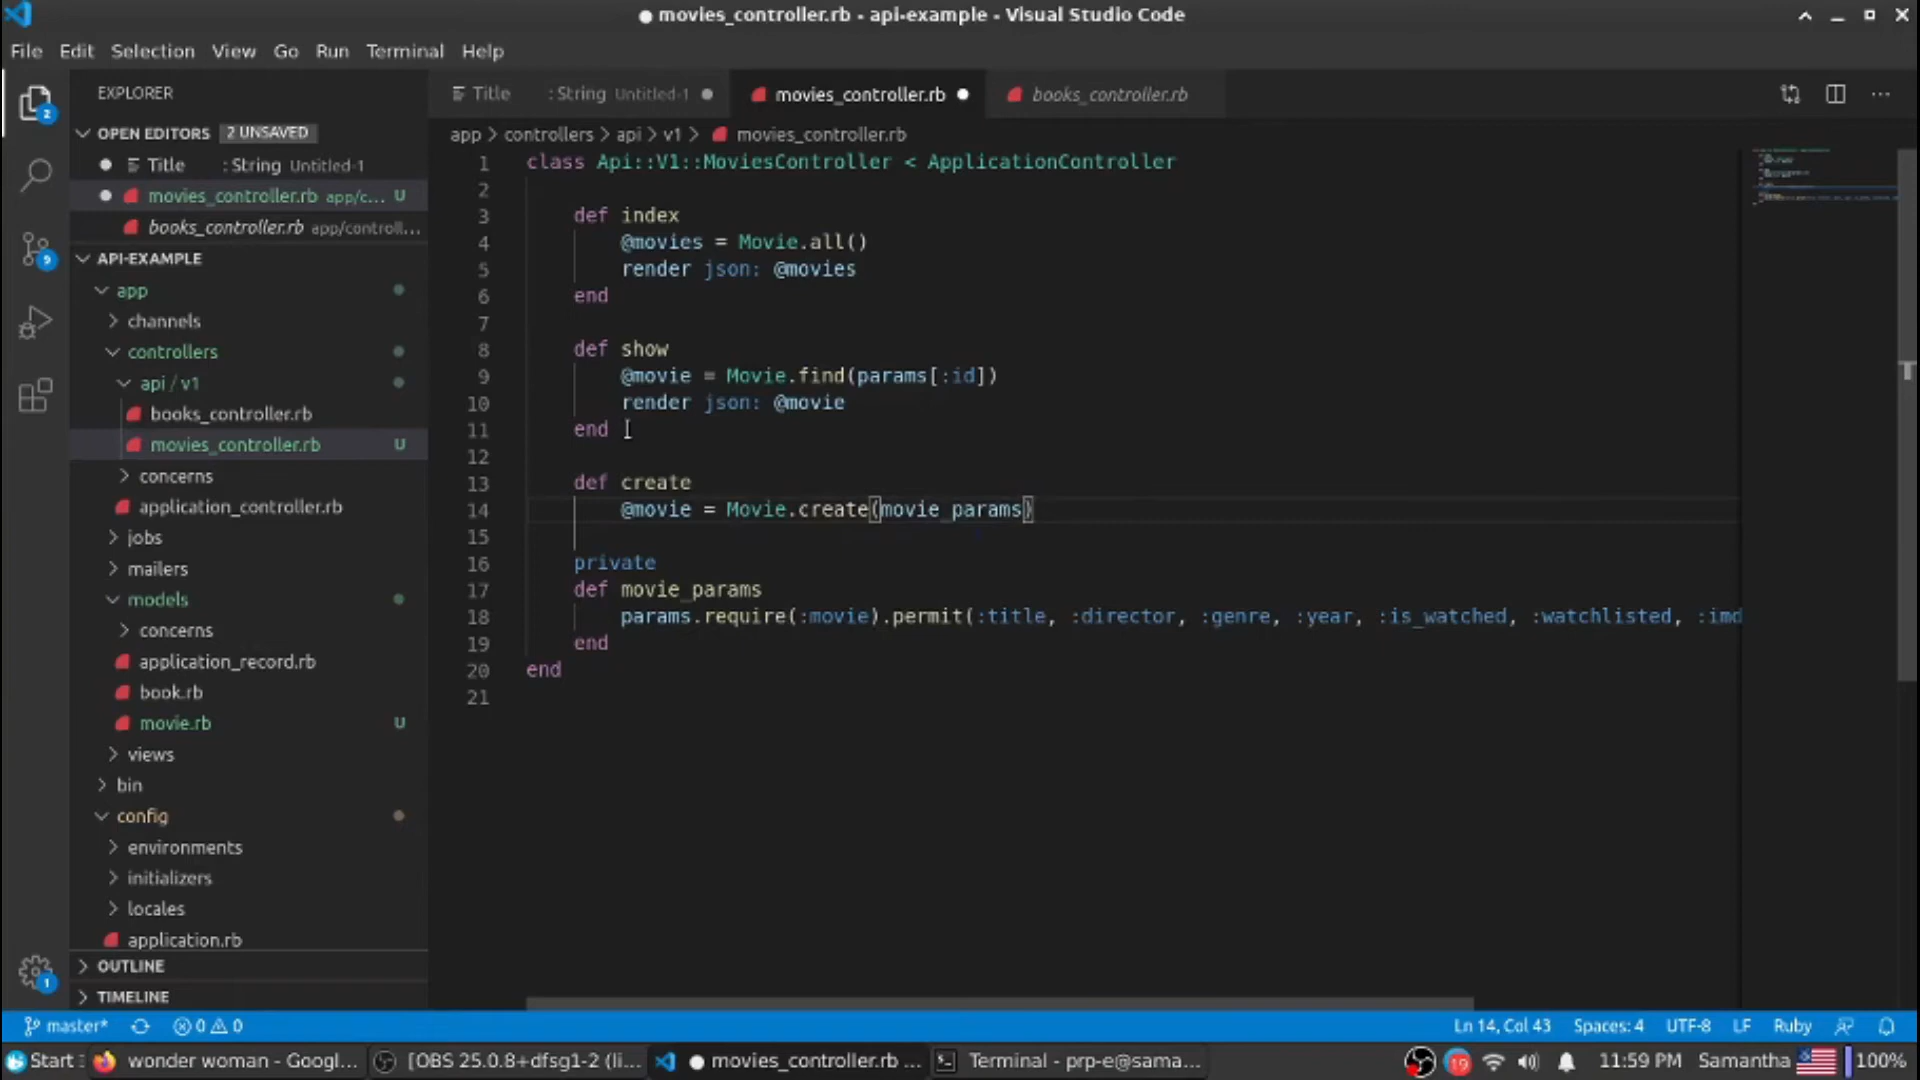 movies_controller.rb - api-example - Visual Studio Code
File Edit Selection View Go Run Terminal Help
2
9
1
EXPLORER
OPEN EDITORS 2 UNSAVED
Title : String Untitled-1
movies_controller.rb app/c... U
books_controller.rb app/controll...
API-EXAMPLE
app
channels
controllers
api / v1
books_controller.rb
movies_controller.rb U
concerns
application_controller.rb
jobs
mailers
models
concerns
application_record.rb
book.rb
movie.rb U
views
bin
config
environments
initializers
locales
application.rb
OUTLINE
TIMELINE
Title : String Untitled-1
movies_controller.rb
books_controller.rb
app > controllers > api > v1 > movies_controller.rb
1 class Api::V1::MoviesController < ApplicationController
2
3 def index
4 @movies = Movie.all()
5 render json: @movies
6 end
7
8 def show
9 @movie = Movie.find(params[:id])
10 render json: @movie
11 end
12
13 def create
14 @movie = Movie.create(movie_params)
15
16 private
17 def movie_params
18 params.require(:movie).permit(:title, :director, :genre, :year, :is_watched, :watchlisted, :imd
19 end
20 end
21
master* 0 0 Ln 14, Col 43 Spaces: 4 UTF-8 LF Ruby
Start wonder woman - Googl... [OBS 25.0.8+dfsg1-2 (li... movies_controller.rb ... Terminal - prp-e@sama... 19 11:59 PM Samantha 100%